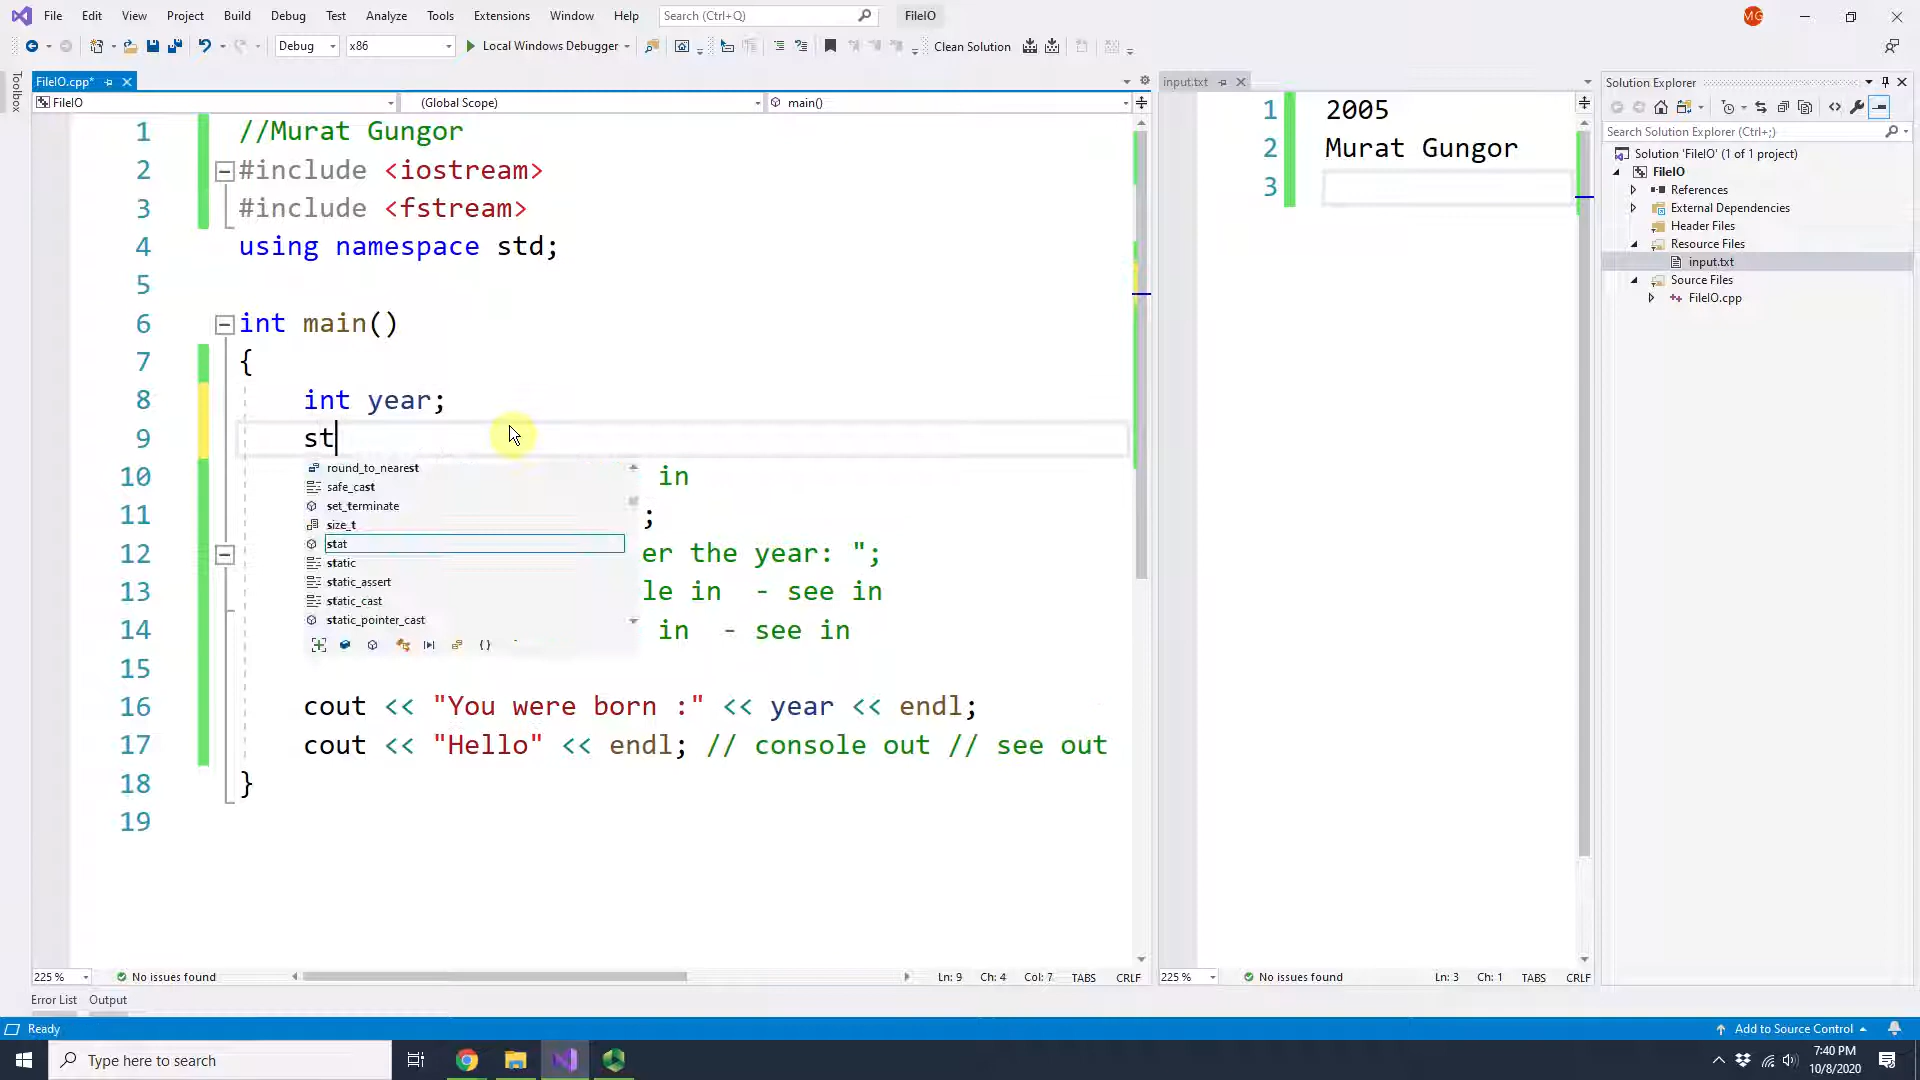 File Edit View Project Build Debug Test Analyze Tools Extensions Window Help Search (Ctrl+Q) FileIO MG
Debug x86 Local Windows Debugger Clean Solution
Toolbox
FileIO.cpp* input.txt Solution Explorer
FileIO (Global Scope) main()
Search Solution Explorer (Ctrl+;)
1 //Murat Gungor
2 #include <iostream>
3 #include <fstream>
4 using namespace std;
5
6 int main()
7 {
8 int year;
9 st
round_to_nearest
safe_cast
set_terminate
size_t
stat
static
static_assert
static_cast
static_pointer_cast
10 in
11 ;
12 er the year: ";
13 le in - see in
14 in - see in
15
16 cout << "You were born :" << year << endl;
17 cout << "Hello" << endl; // console out // see out
18 }
19
1 2005
2 Murat Gungor
3
Solution 'FileIO' (1 of 1 project)
FileIO
References
External Dependencies
Header Files
Resource Files
input.txt
Source Files
FileIO.cpp
225 % No issues found Ln: 9 Ch: 4 Col: 7 TABS CRLF
225 % No issues found Ln: 3 Ch: 1 TABS CRLF
Error List Output
Ready Add to Source Control
Type here to search
7:40 PM
10/8/2020